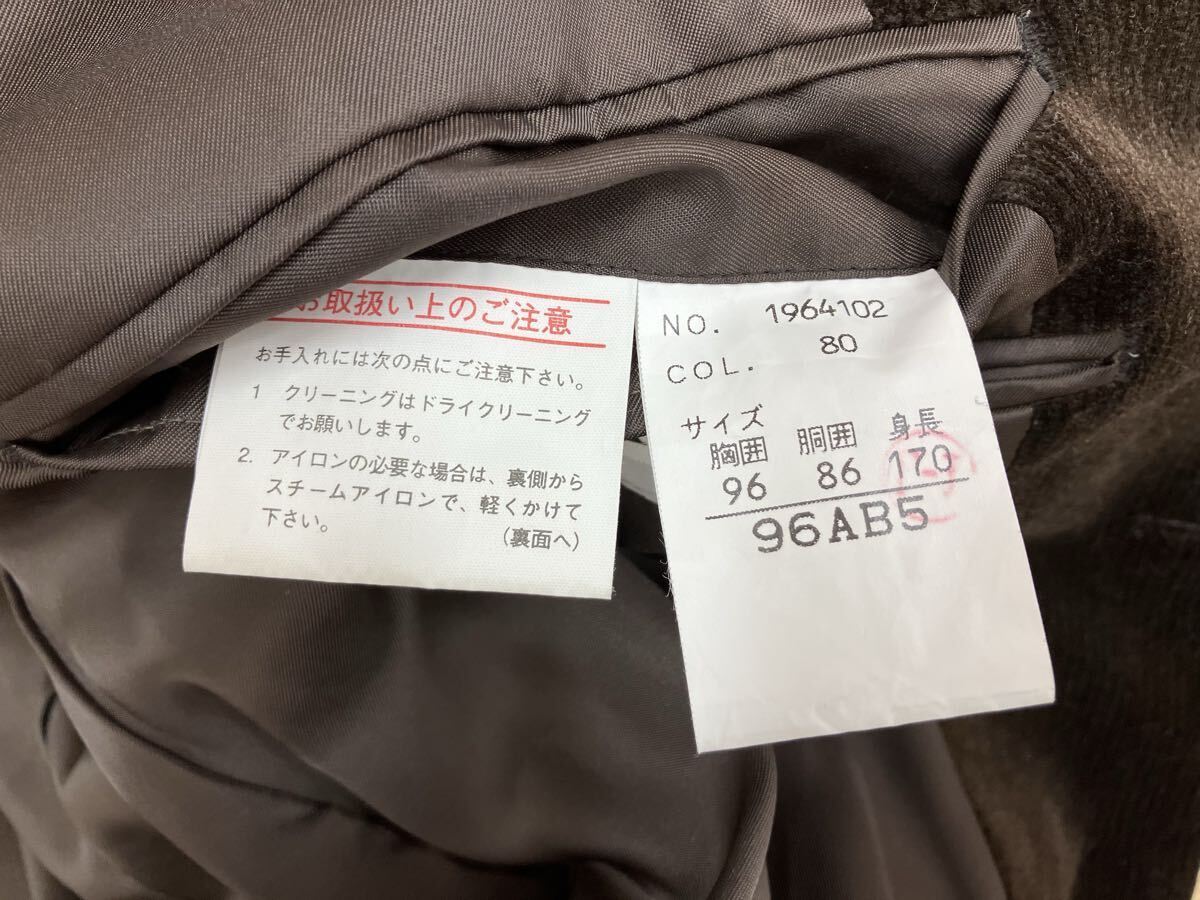 お取扱い上のご注意
お手入れには次の点にご注意下さい。
1 クリーニングはドライクリーニング
でお願いします。
2. アイロンの必要な場合は、裏側から
スチームアイロンで、軽くかけて
下さい。
(裏面へ)
NO. 1964102
COL. 80
サイズ
胸囲 胴囲 身長
96 86 170
96AB5